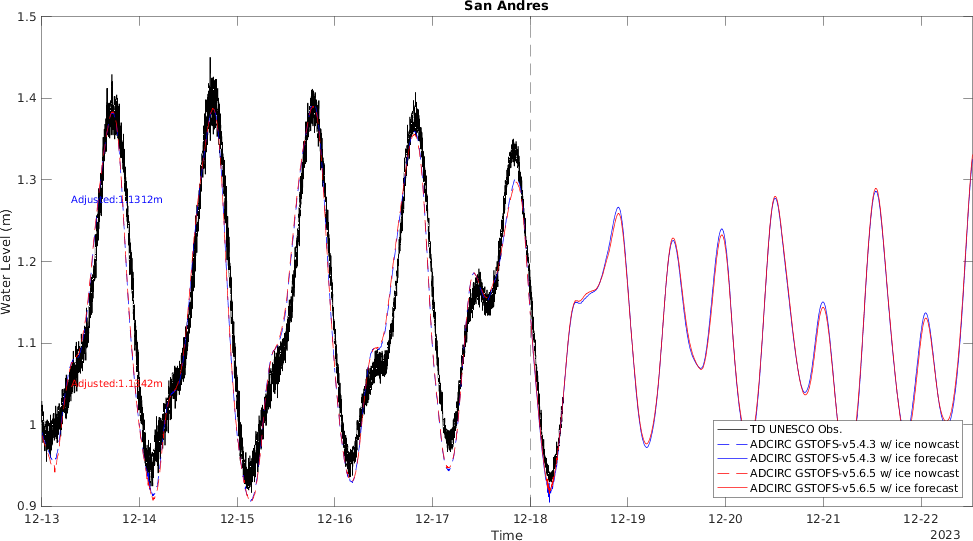 San Andres
1.5
1.4
1.3
1.2
1.1
1
0.9
Water Level (m)
Adjusted:1.1312m
Adjusted:1.1342m
TD UNESCO Obs.
ADCIRC GSTOFS-v5.4.3 w/ ice nowcast
ADCIRC GSTOFS-v5.4.3 w/ ice forecast
ADCIRC GSTOFS-v5.6.5 w/ ice nowcast
ADCIRC GSTOFS-v5.6.5 w/ ice forecast
12-13 12-14 12-15 12-16 12-17 12-18 12-19 12-20 12-21 12-22
Time
2023